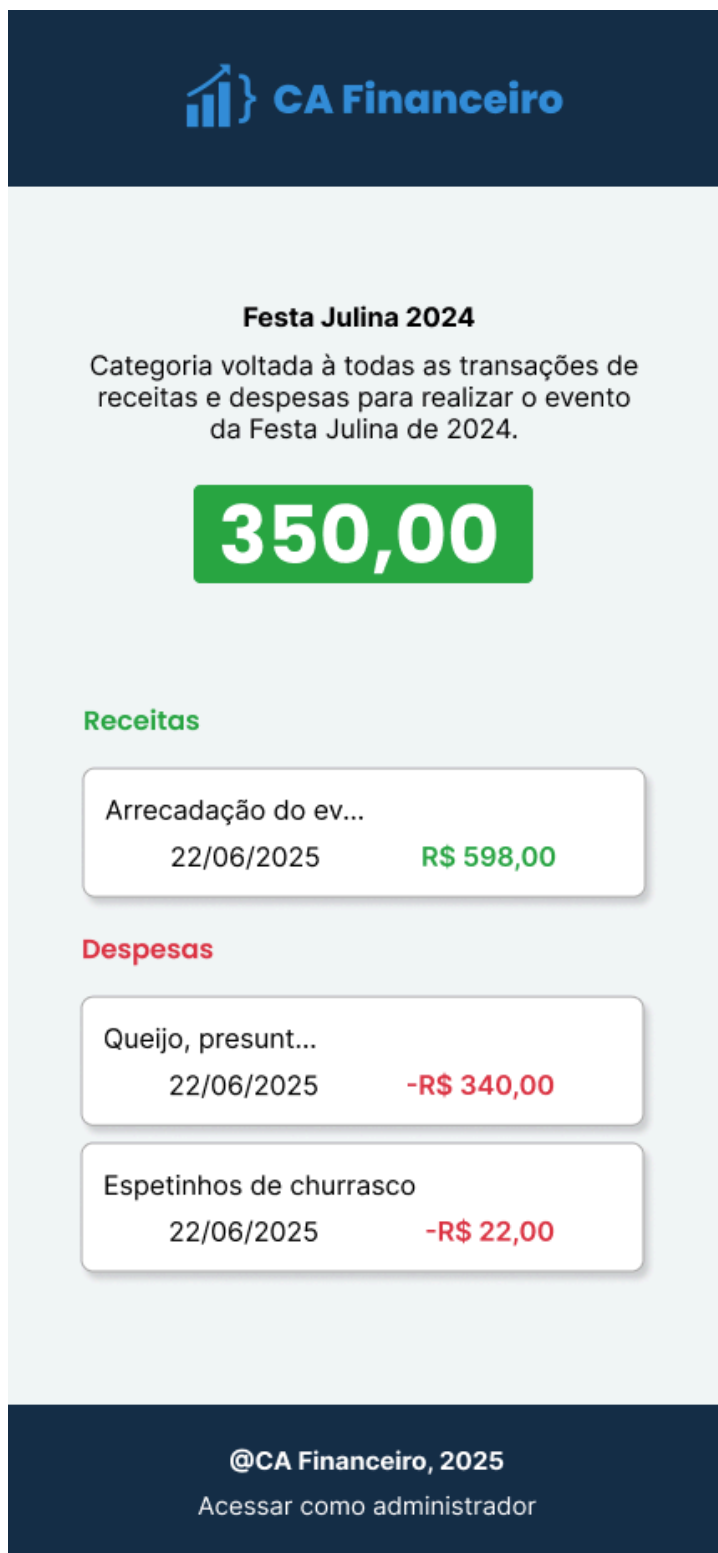 CA Financeiro
Festa Julina 2024
Categoria voltada à todas as transações de
receitas e despesas para realizar o evento
da Festa Julina de 2024.
350,00
Receitas
Arrecadação do ev...
22/06/2025 R$ 598,00
Despesas
Queijo, presunt...
22/06/2025 -R$ 340,00
Espetinhos de churrasco
22/06/2025 -R$ 22,00
@CA Financeiro, 2025
Acessar como administrador